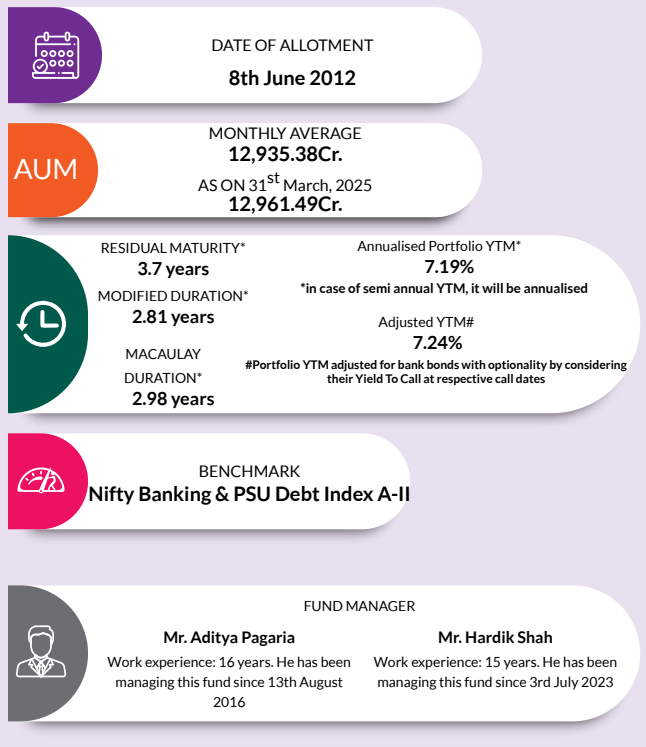 DATE OF ALLOTMENT
8th June 2012
AUM
MONTHLY AVERAGE
12,935.38Cr.
AS ON 31st March, 2025
12,961.49Cr.
RESIDUAL MATURITY*
3.7 years
MODIFIED DURATION*
2.81 years
MACAULAY
DURATION*
2.98 years
Annualised Portfolio YTM*
7.19%
*in case of semi annual YTM, it will be annualised
Adjusted YTM#
7.24%
#Portfolio YTM adjusted for bank bonds with optionality by considering
their Yield To Call at respective call dates
BENCHMARK
Nifty Banking & PSU Debt Index A-II
FUND MANAGER
Mr. Aditya Pagaria
Work experience: 16 years. He has been
managing this fund since 13th August
2016
Mr. Hardik Shah
Work experience: 15 years. He has been
managing this fund since 3rd July 2023